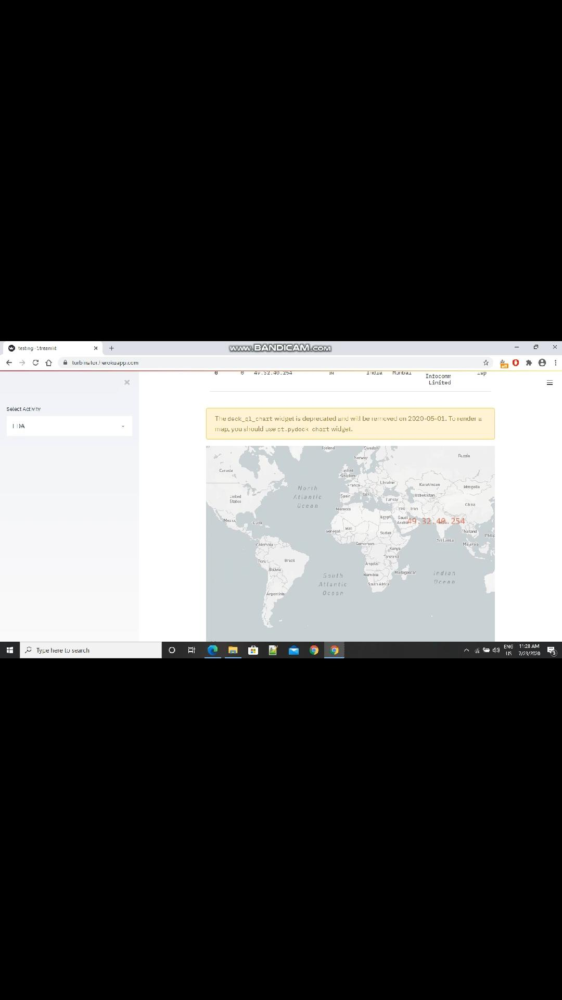 testing · Streamlit
www.BANDICAM.com
turbinator.herokuapp.com
0 0 49.32.40.254 IN India Mumbai isp
Infocomm
Limited
Select Activity
EDA
The deck_gl_chart widget is deprecated and will be removed on 2020-05-01. To render a
map, you should use st.pydeck_chart widget.
Iceland
Sweden
Norway
Russia
Canada
United
Kingdom
France
Ukraine
Kazakhstan
Mongolia
North
Atlantic
Ocean
United
States
Spain
Italy
Uzbekistan
Turkey
China
Morocco
Iraq
Iran
Mexico
Cuba
Egypt
Saudi
Arabia
49.32.40.254
India
Senegal
Mali
Sudan
Thailand
Philip
Sri Lanka
Colombia
Cameroon
Kenya
Malaysia
Peru
Brazil
Tanzania
Angola
Bolivia
Namibia
Madagascar
South
Atlantic
Ocean
Indian
Ocean
South Africa
Argentina
Type here to search
ENG
US
11:28 AM
7/23/2020
3